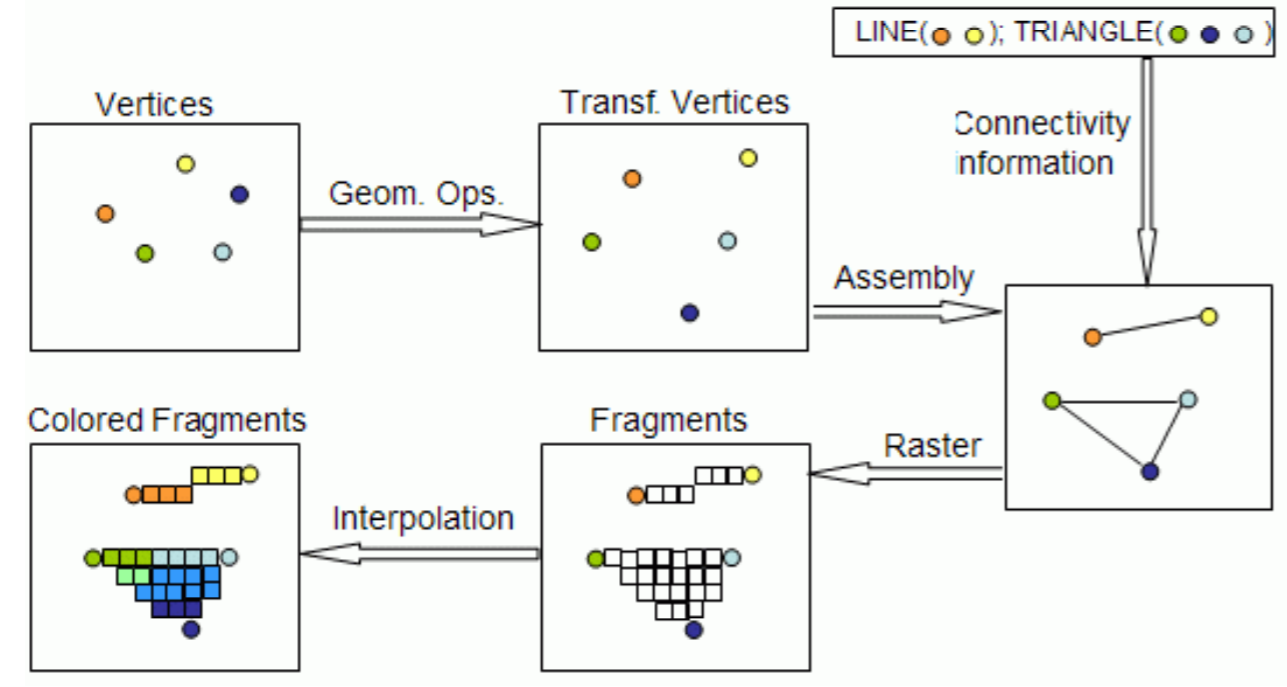 LINE( ); TRIANGLE( )
Vertices
Transf. Vertices
Connectivity
information
Geom. Ops.
Assembly
Colored Fragments
Fragments
Raster
Interpolation